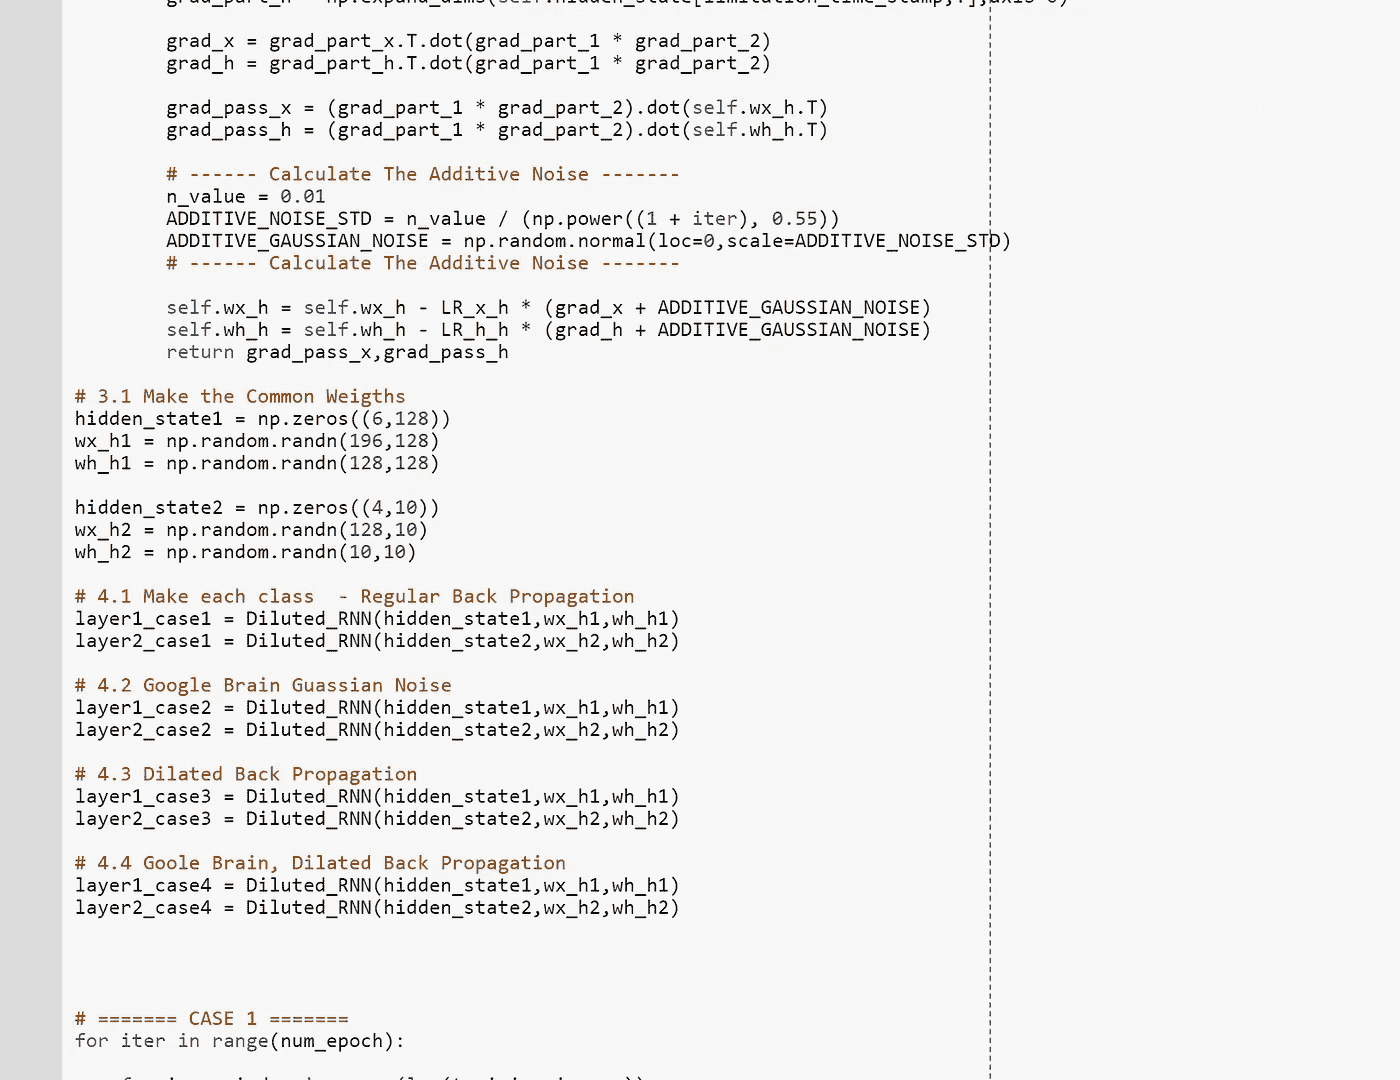 grad_x = grad_part_x.T.dot(grad_part_1 * grad_part_2)
grad_h = grad_part_h.T.dot(grad_part_1 * grad_part_2)
grad_pass_x = (grad_part_1 * grad_part_2).dot(self.wx_h.T)
grad_pass_h = (grad_part_1 * grad_part_2).dot(self.wh_h.T)
# ------ Calculate The Additive Noise -------
n_value = 0.01
ADDITIVE_NOISE_STD = n_value / (np.power((1 + iter), 0.55))
ADDITIVE_GAUSSIAN_NOISE = np.random.normal(loc=0,scale=ADDITIVE_NOISE_STD)
# ------ Calculate The Additive Noise -------
self.wx_h = self.wx_h - LR_x_h * (grad_x + ADDITIVE_GAUSSIAN_NOISE)
self.wh_h = self.wh_h - LR_h_h * (grad_h + ADDITIVE_GAUSSIAN_NOISE)
return grad_pass_x,grad_pass_h
# 3.1 Make the Common Weigths
hidden_state1 = np.zeros((6,128))
wx_h1 = np.random.randn(196,128)
wh_h1 = np.random.randn(128,128)
hidden_state2 = np.zeros((4,10))
wx_h2 = np.random.randn(128,10)
wh_h2 = np.random.randn(10,10)
# 4.1 Make each class  - Regular Back Propagation
layer1_case1 = Diluted_RNN(hidden_state1,wx_h1,wh_h1)
layer2_case1 = Diluted_RNN(hidden_state2,wx_h2,wh_h2)
# 4.2 Google Brain Guassian Noise
layer1_case2 = Diluted_RNN(hidden_state1,wx_h1,wh_h1)
layer2_case2 = Diluted_RNN(hidden_state2,wx_h2,wh_h2)
# 4.3 Dilated Back Propagation
layer1_case3 = Diluted_RNN(hidden_state1,wx_h1,wh_h1)
layer2_case3 = Diluted_RNN(hidden_state2,wx_h2,wh_h2)
# 4.4 Goole Brain, Dilated Back Propagation
layer1_case4 = Diluted_RNN(hidden_state1,wx_h1,wh_h1)
layer2_case4 = Diluted_RNN(hidden_state2,wx_h2,wh_h2)
# ======= CASE 1 =======
for iter in range(num_epoch):